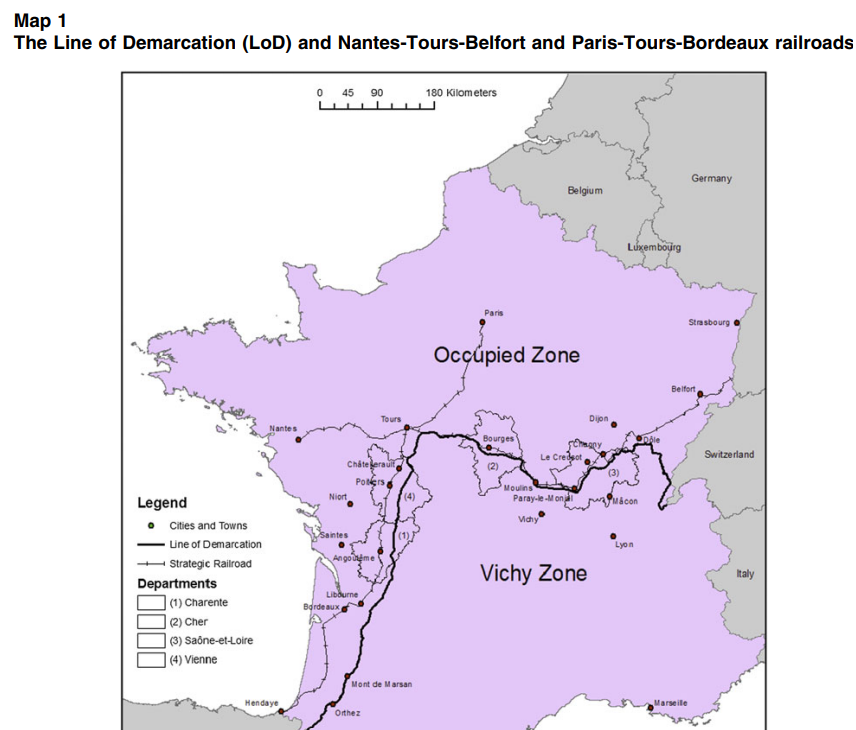 Map 1
The Line of Demarcation (LoD) and Nantes-Tours-Belfort and Paris-Tours-Bordeaux railroads
0 45 90 180 Kilometers
Germany
Belgium
Luxembourg
Paris
Strasbourg
Occupied Zone
Belfort
Tours
Dijon
Nantes
Bourges
Chagny
Dôle
Switzerland
Le Creusot
Châtellerault
(2)
(3)
Poitiers
Moulins
Paray-le-Monial
Niort
(4)
Mâcon
Legend
Vichy
Cities and Towns
Saintes
(1)
Line of Demarcation
Lyon
Angoulême
Strategic Railroad
Vichy Zone
Italy
Departments
Libourne
(1) Charente
Bordeaux
(2) Cher
(3) Saône-et-Loire
(4) Vienne
Mont de Marsan
Hendaye
Marseille
Orthez